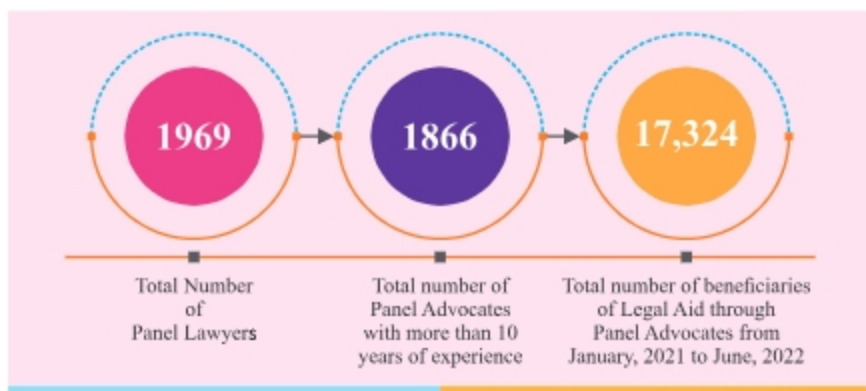 1969
1866
17,324
Total Number
of
Panel Lawyers
Total number of
Panel Advocates
with more than 10
years of experience
Total number of beneficiaries
of Legal Aid through
Panel Advocates from
January, 2021 to June, 2022